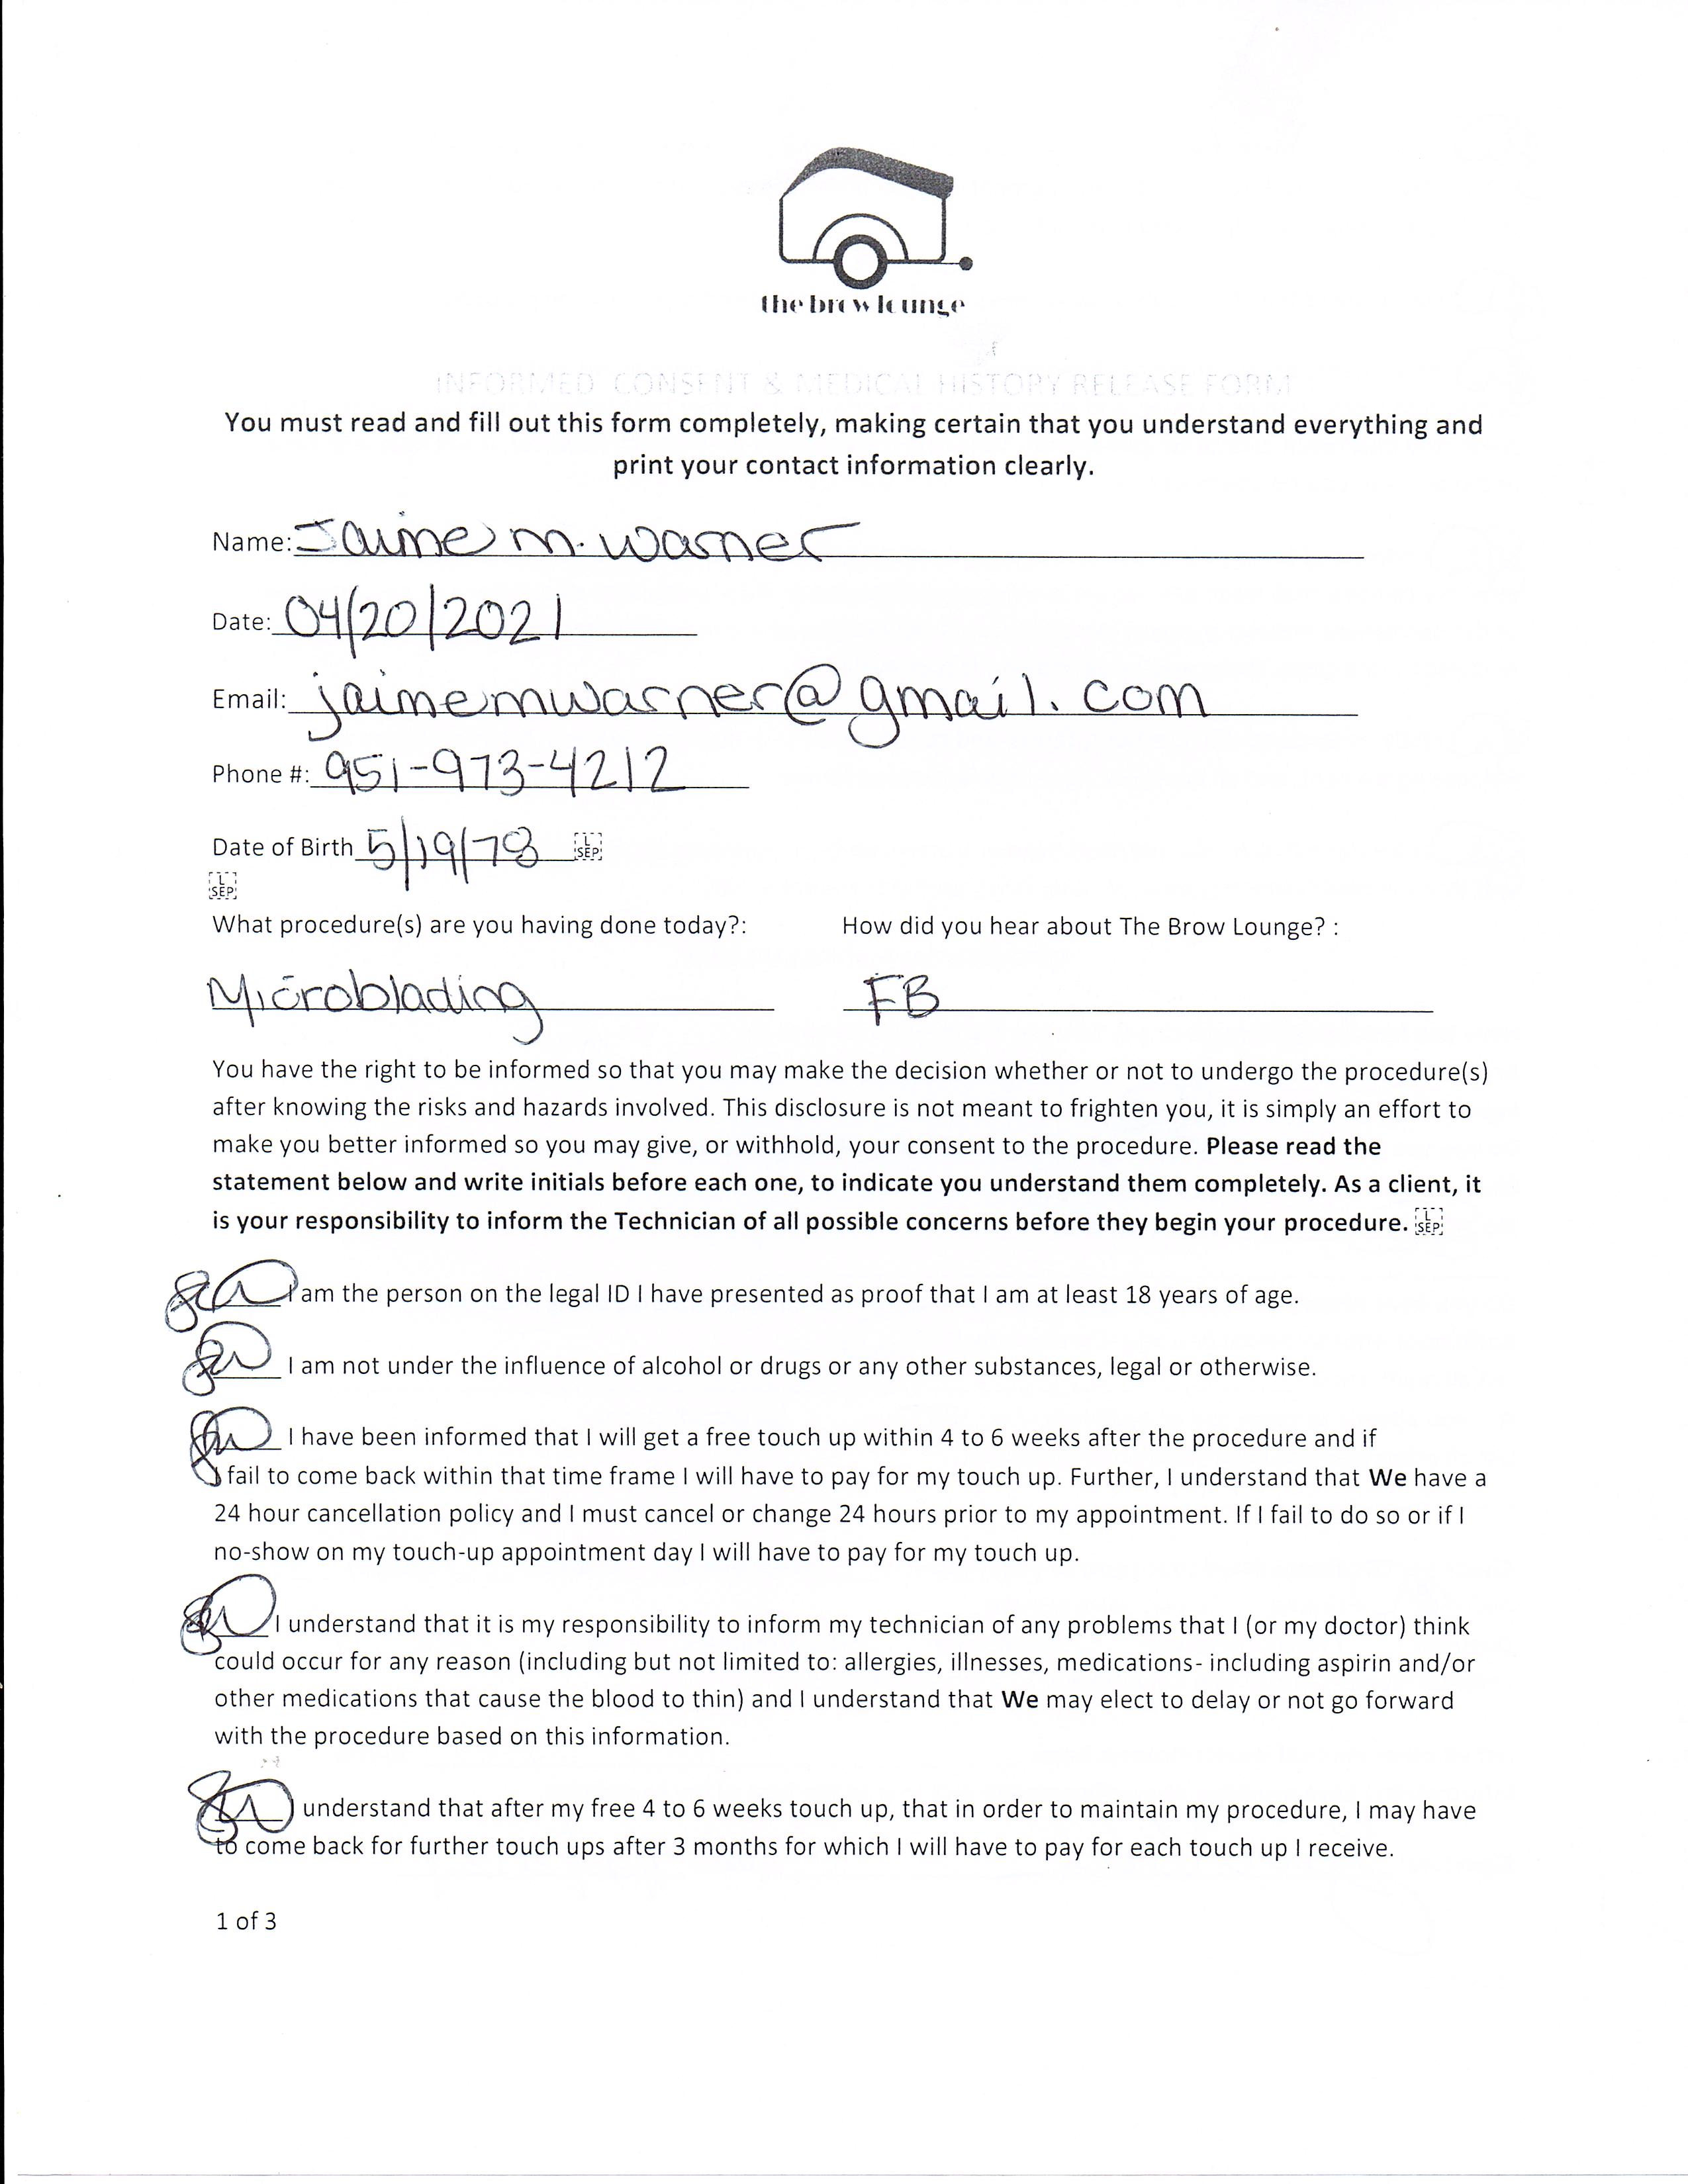 the brow lounge
INFORMED CONSENT & MEDICAL HISTORY RELEASE FORM
You must read and fill out this form completely, making certain that you understand everything and
print your contact information clearly.
Name: Jaime M. Warner
Date: 04/20/2021
Email: jaimemwarner@gmail.com
Phone #: 951-973-4212
Date of Birth 5/19/78 L SEP
L SEP
What procedure(s) are you having done today?: How did you hear about The Brow Lounge? :
Microblading FB
You have the right to be informed so that you may make the decision whether or not to undergo the procedure(s)
after knowing the risks and hazards involved. This disclosure is not meant to frighten you, it is simply an effort to
make you better informed so you may give, or withhold, your consent to the procedure. Please read the
statement below and write initials before each one, to indicate you understand them completely. As a client, it
is your responsibility to inform the Technician of all possible concerns before they begin your procedure. L SEP
I am the person on the legal ID I have presented as proof that I am at least 18 years of age.
I am not under the influence of alcohol or drugs or any other substances, legal or otherwise.
I have been informed that I will get a free touch up within 4 to 6 weeks after the procedure and if
I fail to come back within that time frame I will have to pay for my touch up. Further, I understand that We have a
24 hour cancellation policy and I must cancel or change 24 hours prior to my appointment. If I fail to do so or if I
no-show on my touch-up appointment day I will have to pay for my touch up.
I understand that it is my responsibility to inform my technician of any problems that I (or my doctor) think
could occur for any reason (including but not limited to: allergies, illnesses, medications- including aspirin and/or
other medications that cause the blood to thin) and I understand that We may elect to delay or not go forward
with the procedure based on this information.
understand that after my free 4 to 6 weeks touch up, that in order to maintain my procedure, I may have
to come back for further touch ups after 3 months for which I will have to pay for each touch up I receive.
1 of 3